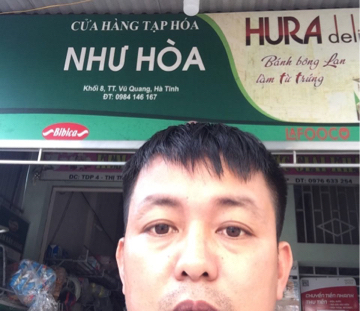 CỬA HÀNG TẠP HÓA
NHƯ HÒA
Khối 8, TT. Vũ Quang, Hà Tĩnh
ĐT: 0984 146 167
HURA deli
Bánh bông Lan
làm từ trứng
Bibica